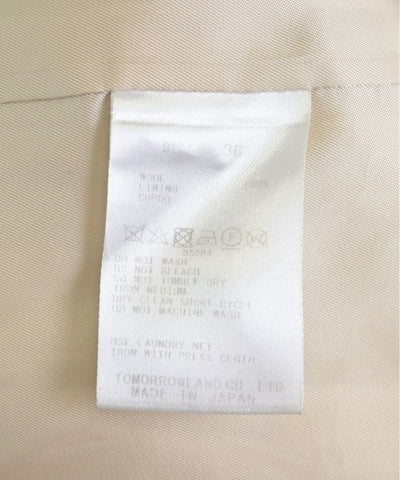 SIZE 36
WOOL 100%
LINING
CUPRO
DO NOT WASH
DO NOT BLEACH
DO NOT TUMBLE DRY
IRON MEDIUM
DRY CLEAN SHORT CYCLE
DO NOT MACHINE WASH
USE LAUNDRY NET
IRON WITH PRESS CLOTH
TOMORROWLAND CO., LTD
MADE IN JAPAN